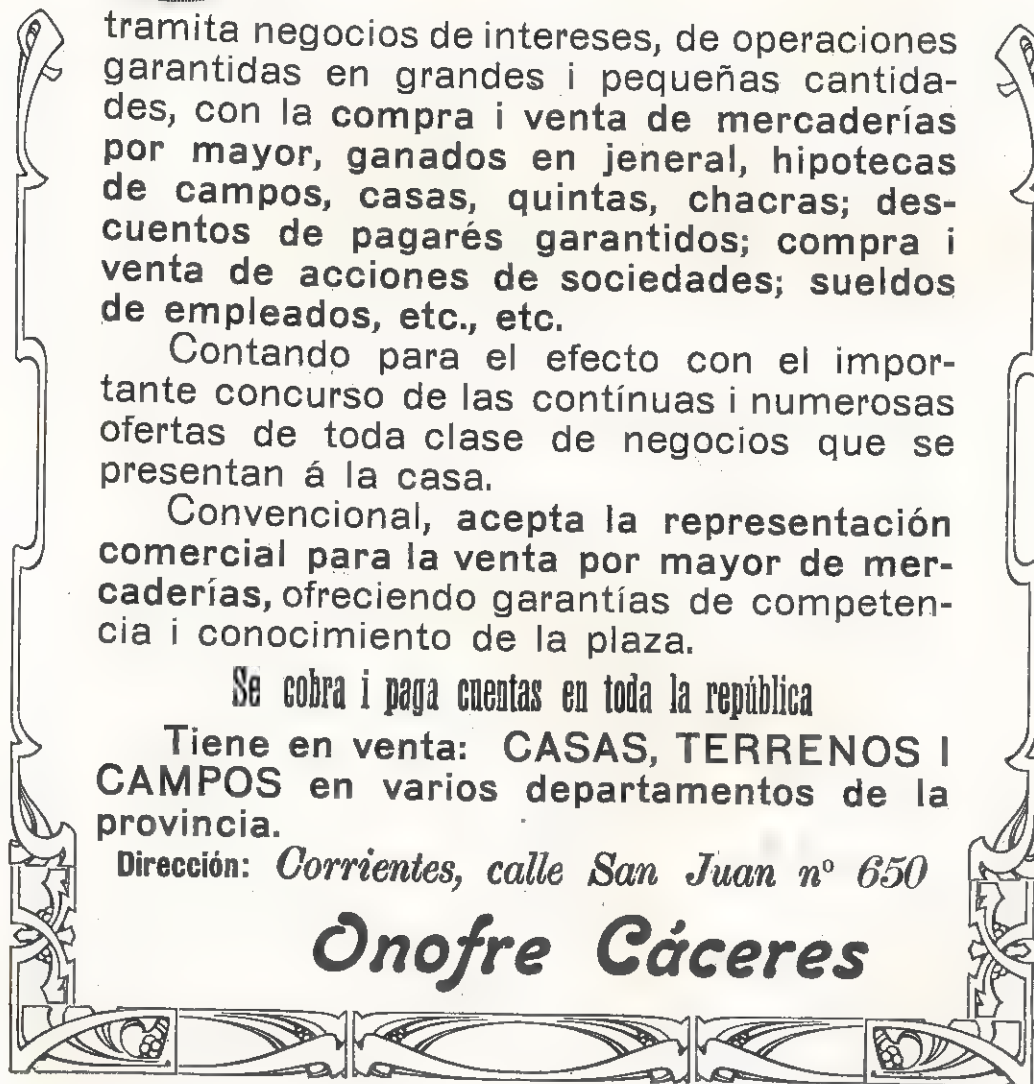 tramita negocios de intereses, de operaciones
garantidas en grandes i pequeñas cantida-
des, con la compra i venta de mercaderías
por mayor, ganados en jeneral, hipotecas
de campos, casas, quintas, chacras; des-
cuentos de pagarés garantidos; compra i
venta de acciones de sociedades; sueldos
de empleados, etc., etc.
Contando para el efecto con el impor-
tante concurso de las contínuas i numerosas
ofertas de toda clase de negocios que se
presentan á la casa.
Convencional, acepta la representación
comercial para la venta por mayor de mer-
caderías, ofreciendo garantías de competen-
cia i conocimiento de la plaza.
Se cobra i paga cuentas en toda la república
Tiene en venta: CASAS, TERRENOS I
CAMPOS en varios departamentos de la
provincia.
Dirección: Corrientes, calle San Juan nº 650
Onofre Cáceres